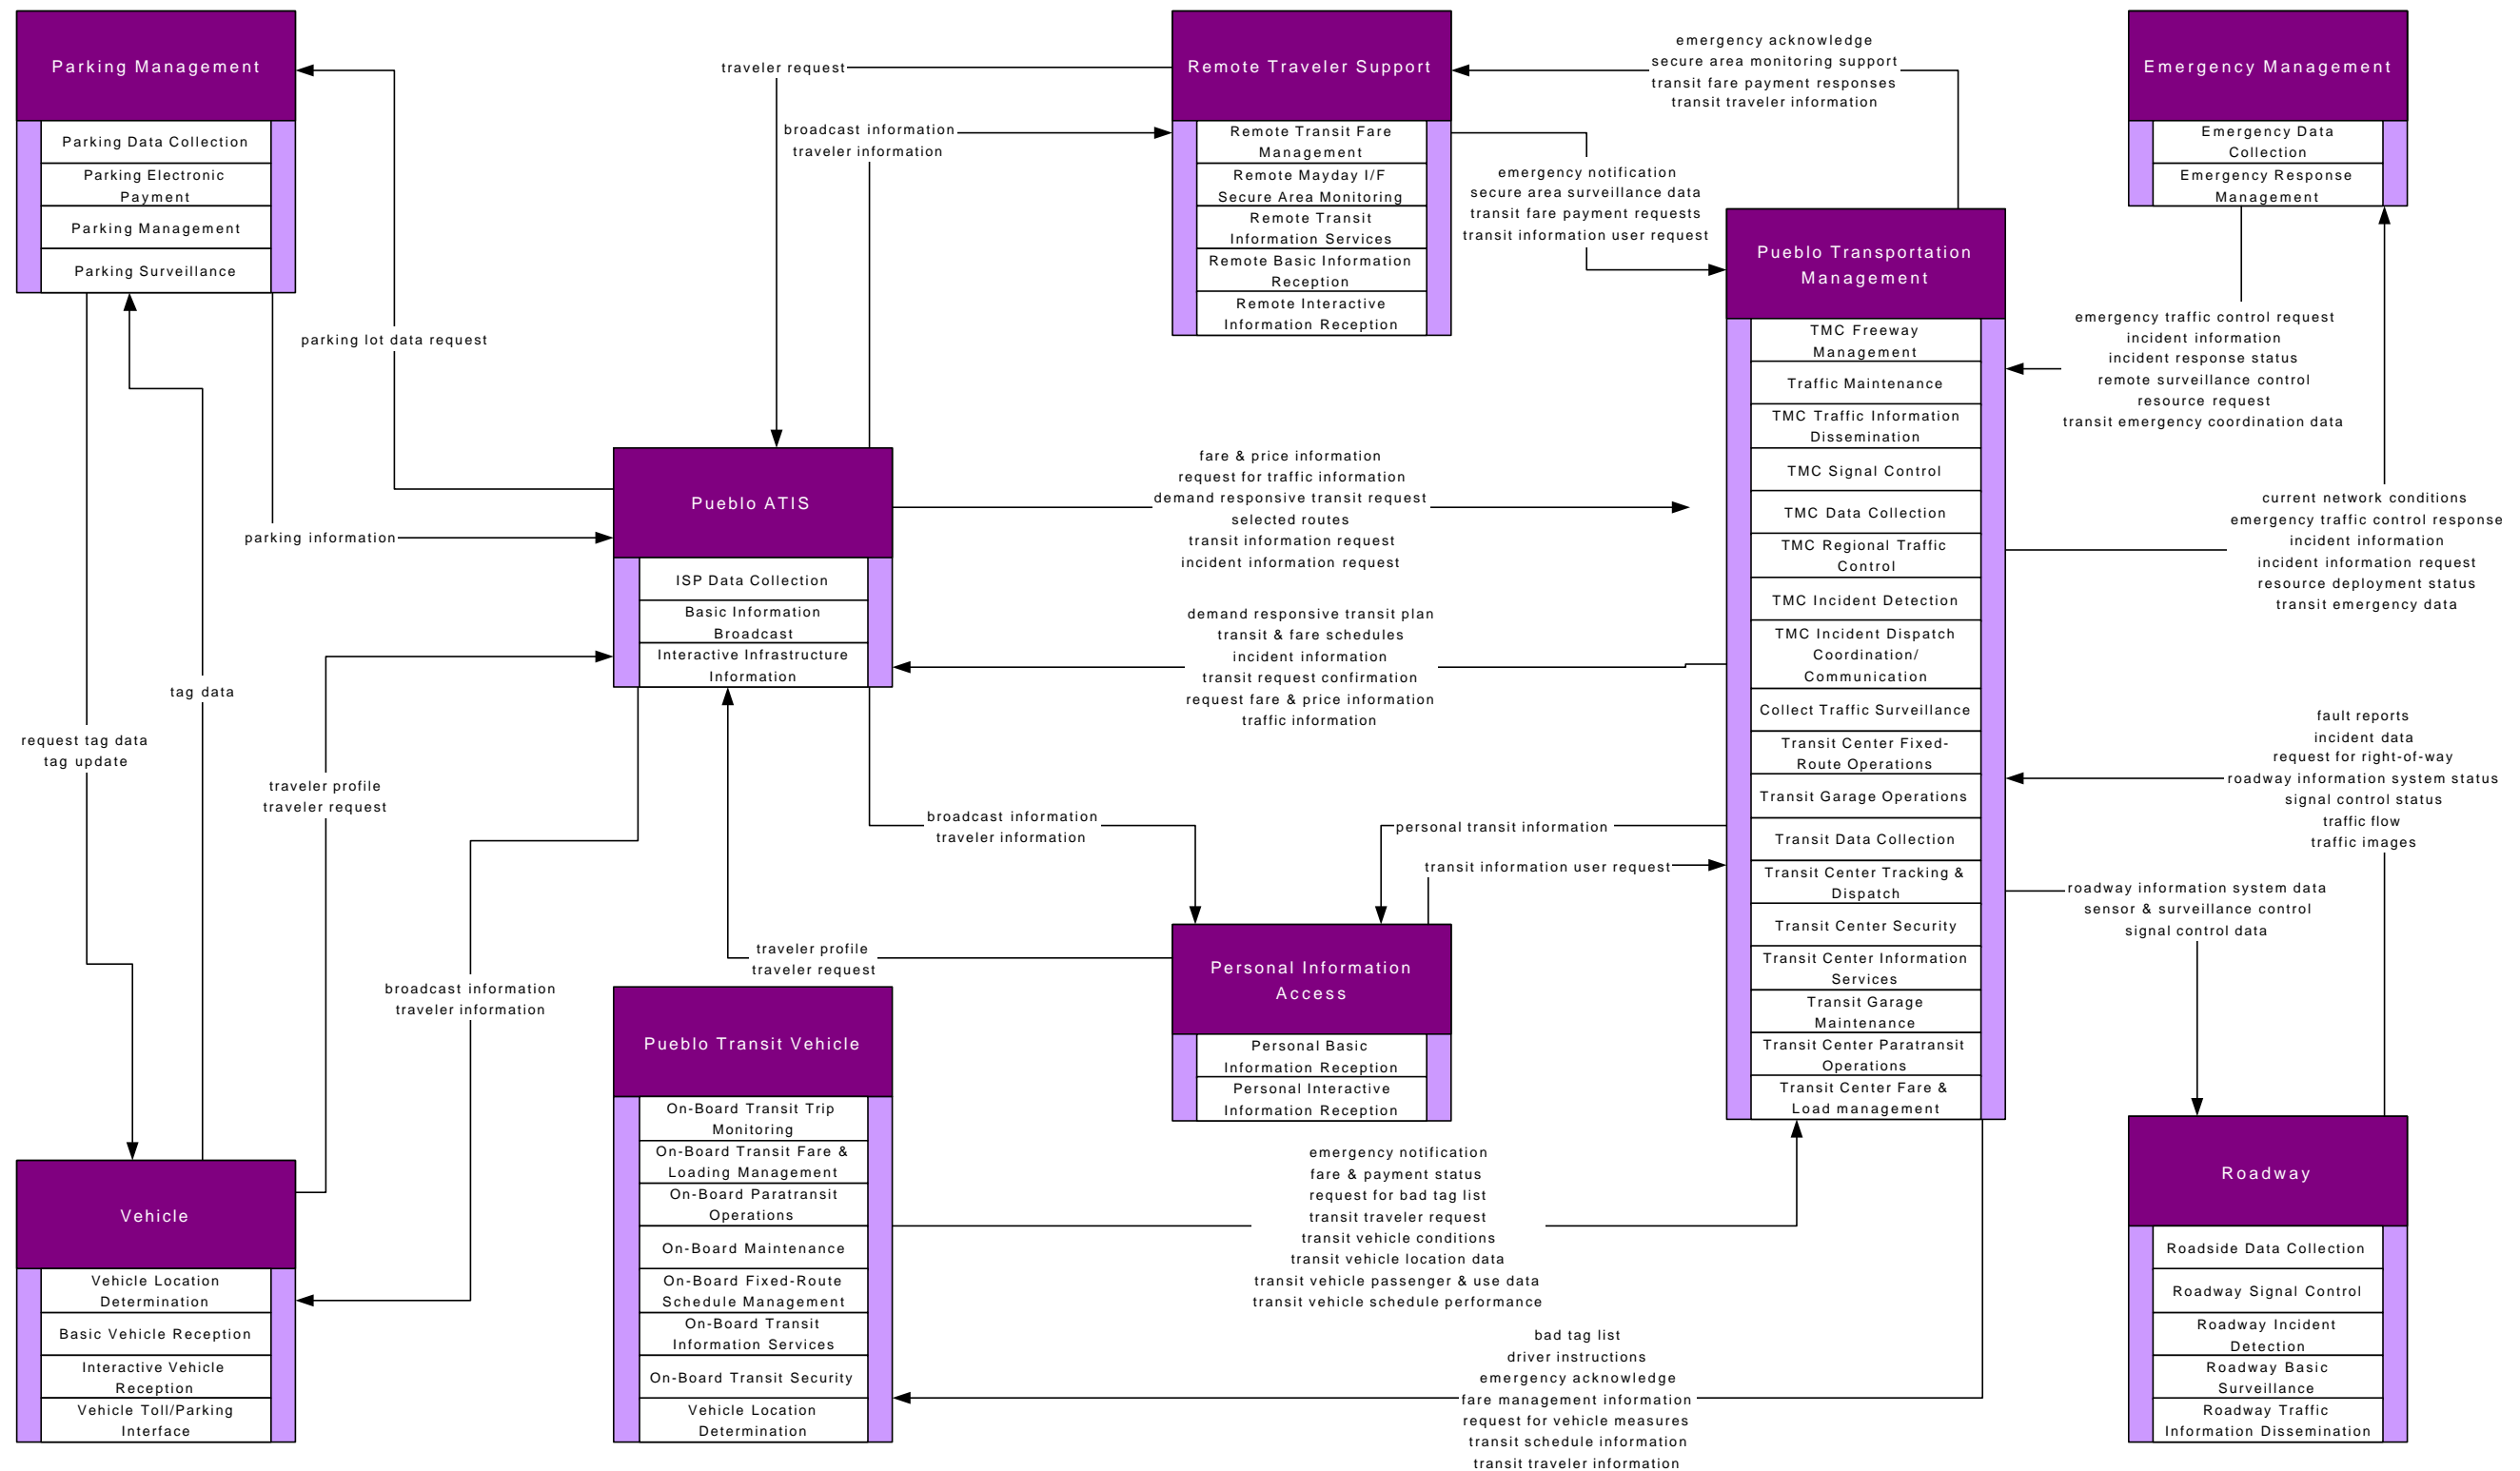 Parking Management
Parking Data Collection
Parking Electronic
Payment
Parking Management
Parking Surveillance
traveler request
broadcast information
traveler information
Remote Traveler Support
Remote Transit Fare
Management
Remote Mayday I/F
Secure Area Monitoring
Remote Transit
Information Services
Remote Basic Information
Reception
Remote Interactive
Information Reception
emergency acknowledge
secure area monitoring support
transit fare payment responses
transit traveler information
emergency notification
secure area surveillance data
transit fare payment requests
transit information user request
Emergency Management
Emergency Data
Collection
Emergency Response
Management
emergency traffic control request
incident information
incident response status
remote surveillance control
resource request
transit emergency coordination data
Pueblo Transportation
Management
TMC Freeway
Management
Traffic Maintenance
TMC Traffic Information
Dissemination
TMC Signal Control
TMC Data Collection
TMC Regional Traffic
Control
TMC Incident Detection
TMC Incident Dispatch
Coordination/
Communication
Collect Traffic Surveillance
Transit Center Fixed-
Route Operations
Transit Garage Operations
Transit Data Collection
Transit Center Tracking &
Dispatch
Transit Center Security
Transit Center Information
Services
Transit Garage
Maintenance
Transit Center Paratransit
Operations
Transit Center Fare &
Load management
parking lot data request
parking information
Pueblo ATIS
ISP Data Collection
Basic Information
Broadcast
Interactive Infrastructure
Information
fare & price information
request for traffic information
demand responsive transit request
selected routes
transit information request
incident information request
demand responsive transit plan
transit & fare schedules
incident information
transit request confirmation
request fare & price information
traffic information
current network conditions
emergency traffic control response
incident information
incident information request
resource deployment status
transit emergency data
tag data
request tag data
tag update
traveler profile
traveler request
broadcast information
traveler information
personal transit information
transit information user request
fault reports
incident data
request for right-of-way
roadway information system status
signal control status
traffic flow
traffic images
roadway information system data
sensor & surveillance control
signal control data
traveler profile
traveler request
broadcast information
traveler information
Personal Information
Access
Personal Basic
Information Reception
Personal Interactive
Information Reception
Pueblo Transit Vehicle
On-Board Transit Trip
Monitoring
On-Board Transit Fare &
Loading Management
On-Board Paratransit
Operations
On-Board Maintenance
On-Board Fixed-Route
Schedule Management
On-Board Transit
Information Services
On-Board Transit Security
Vehicle Location
Determination
Vehicle
Vehicle Location
Determination
Basic Vehicle Reception
Interactive Vehicle
Reception
Vehicle Toll/Parking
Interface
emergency notification
fare & payment status
request for bad tag list
transit traveler request
transit vehicle conditions
transit vehicle location data
transit vehicle passenger & use data
transit vehicle schedule performance
bad tag list
driver instructions
emergency acknowledge
fare management information
request for vehicle measures
transit schedule information
transit traveler information
Roadway
Roadside Data Collection
Roadway Signal Control
Roadway Incident
Detection
Roadway Basic
Surveillance
Roadway Traffic
Information Dissemination